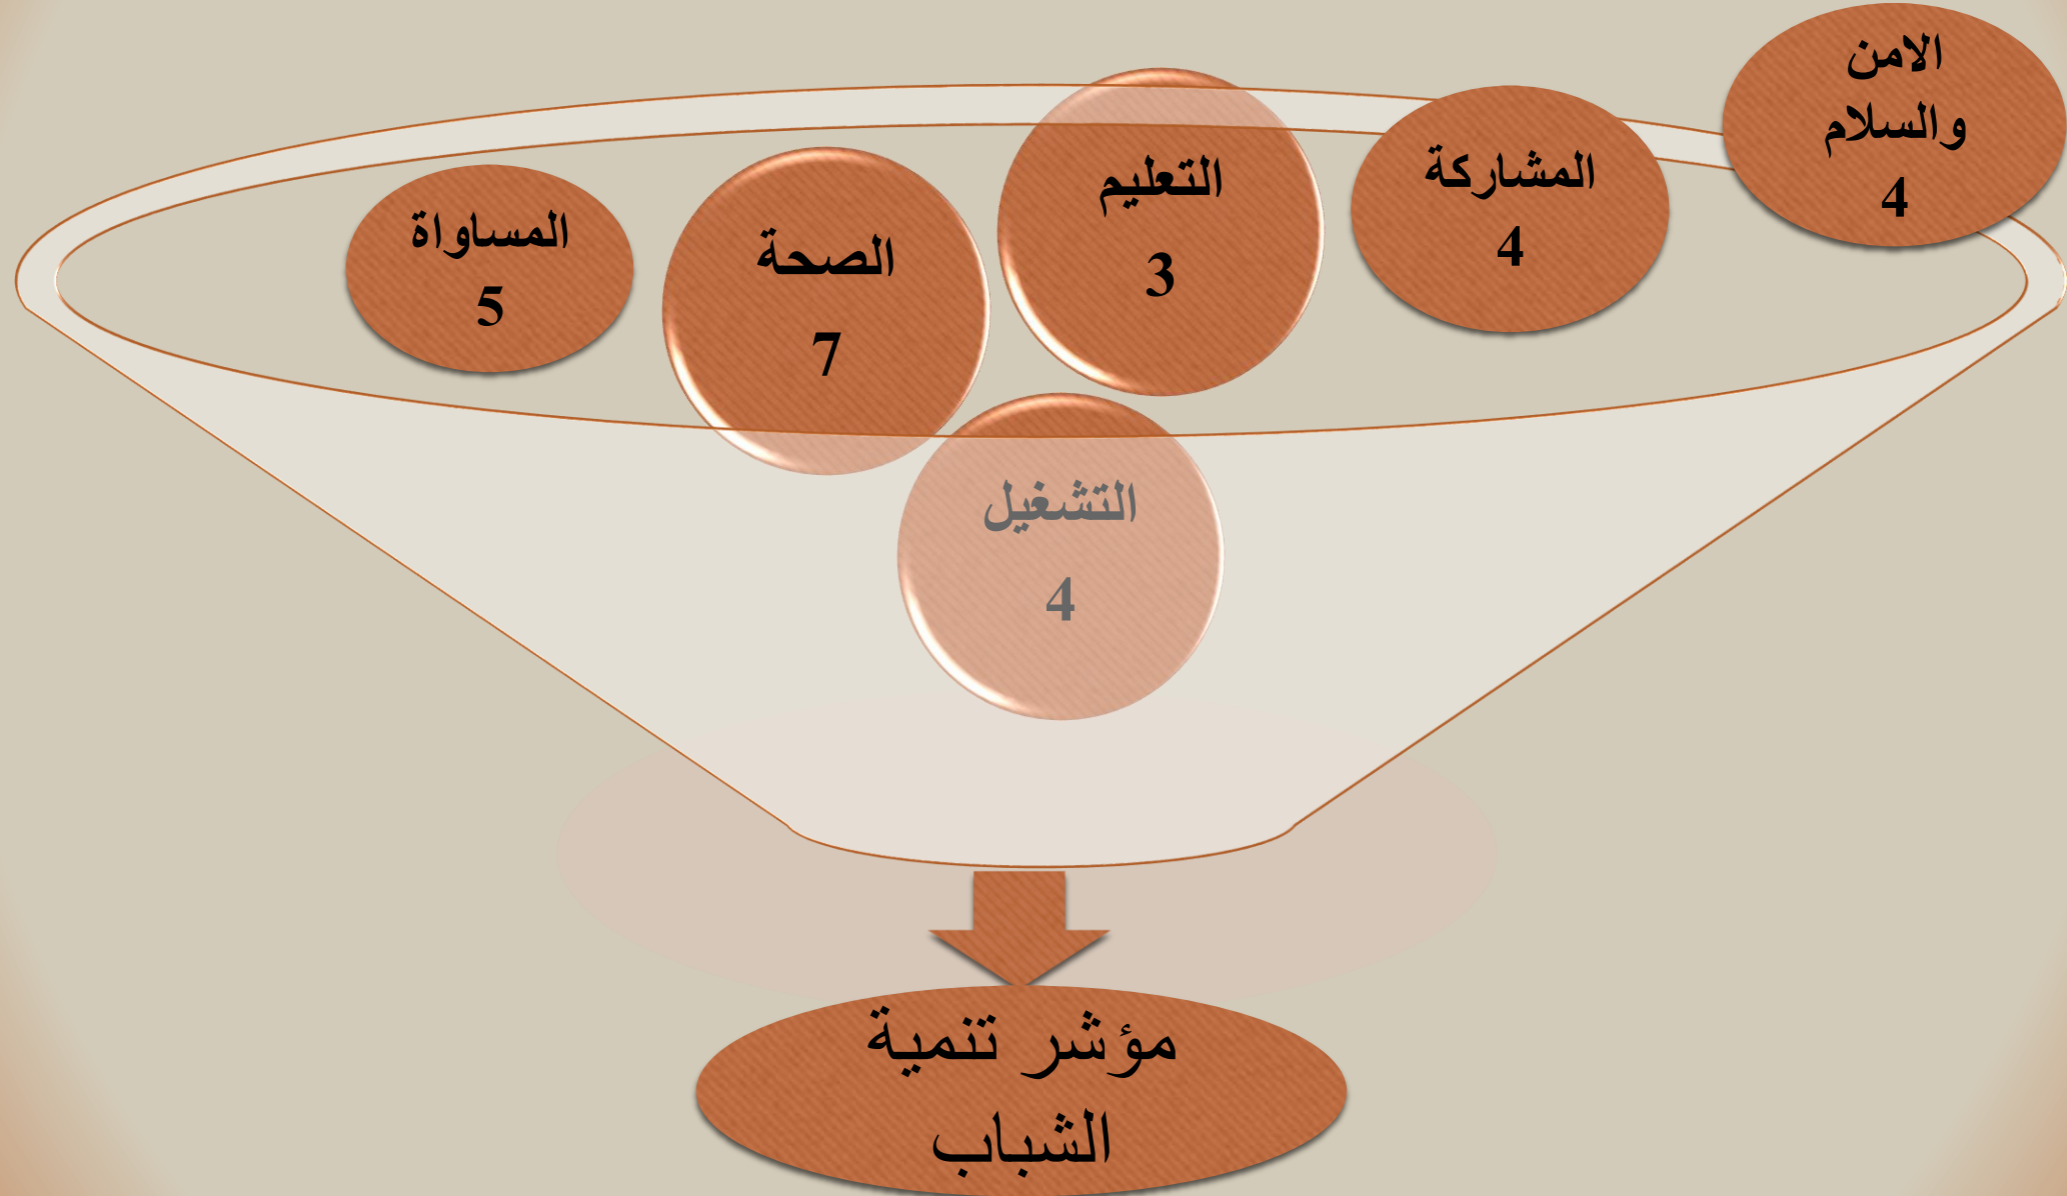 الامن
والسلام
4
المشاركة
4
التعليم
3
الصحة
7
المساواة
5
التشغيل
4
مؤشر تنمية
الشباب